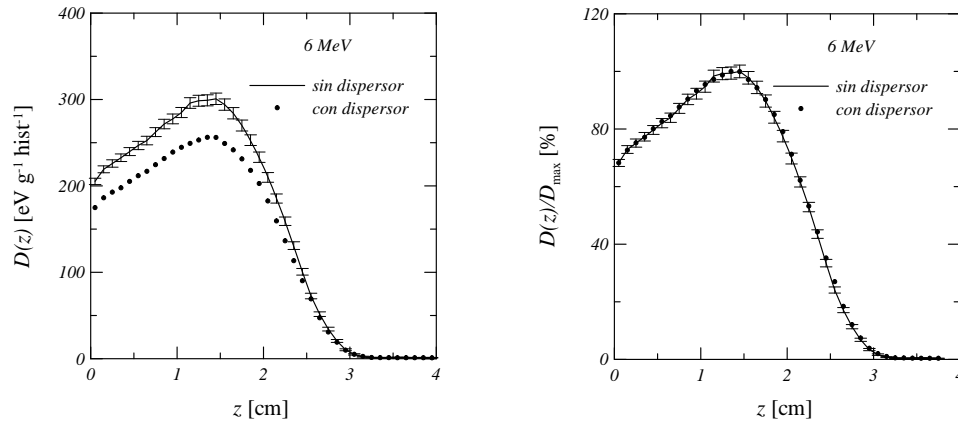 6 MeV
sin dispersor
con dispersor
400
300
200
100
0
D(z) [eV g⁻¹ hist⁻¹]
0 1 2 3 4
z [cm]
6 MeV
sin dispersor
con dispersor
120
80
40
0
D(z)/Dmax [%]
0 1 2 3 4
z [cm]